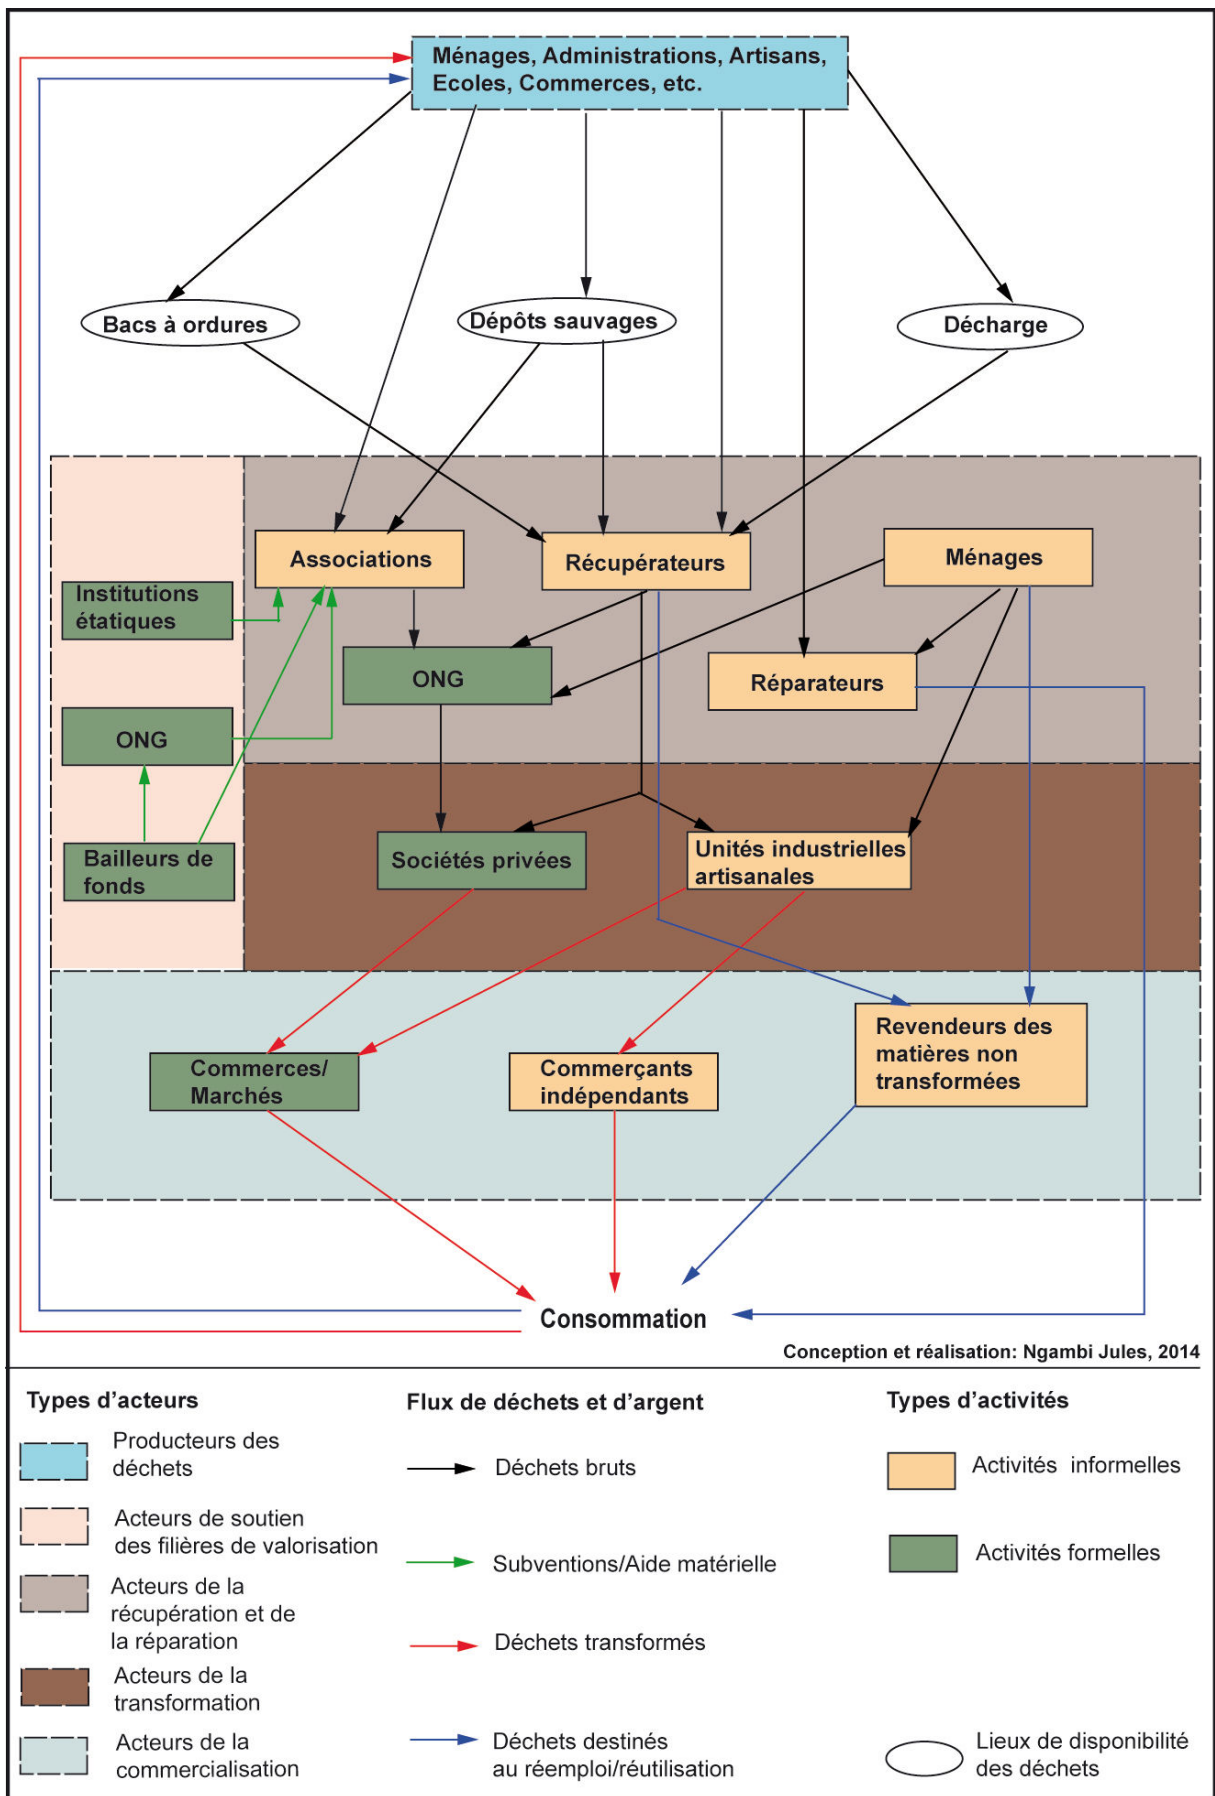 Ménages, Administrations, Artisans,
Ecoles, Commerces, etc.
Bacs à ordures
Dépôts sauvages
Décharge
Associations
Récupérateurs
Ménages
Institutions
étatiques
ONG
Réparateurs
ONG
Bailleurs de
fonds
Sociétés privées
Unités industrielles
artisanales
Commerces/
Marchés
Commerçants
indépendants
Revendeurs des
matières non
transformées
Consommation
Conception et réalisation: Ngambi Jules, 2014
Types d'acteurs
Producteurs des
déchets
Acteurs de soutien
des filières de valorisation
Acteurs de la
récupération et de
la réparation
Acteurs de la
transformation
Acteurs de la
commercialisation
Flux de déchets et d'argent
Déchets bruts
Subventions/Aide matérielle
Déchets transformés
Déchets destinés
au réemploi/réutilisation
Types d'activités
Activités informelles
Activités formelles
Lieux de disponibilité
des déchets